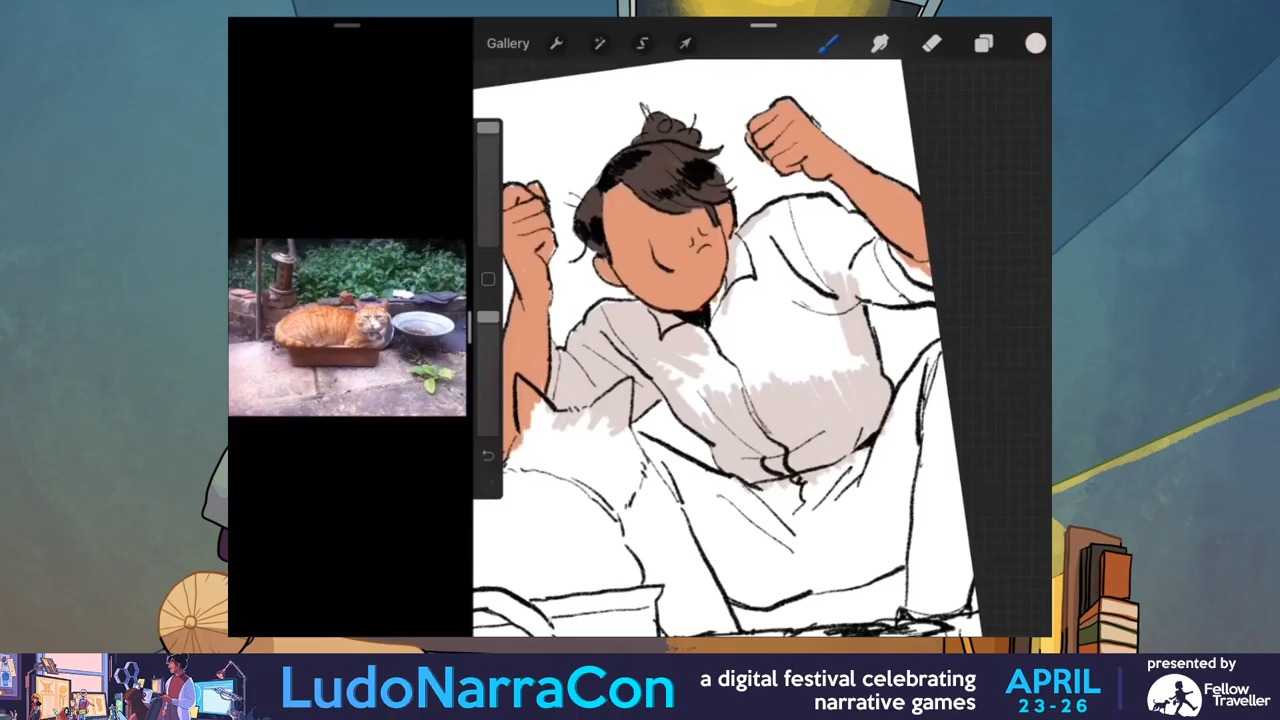 Gallery
LudoNarraCon
a digital festival celebrating
narrative games
APRIL
23-26
presented by
Fellow
Traveller